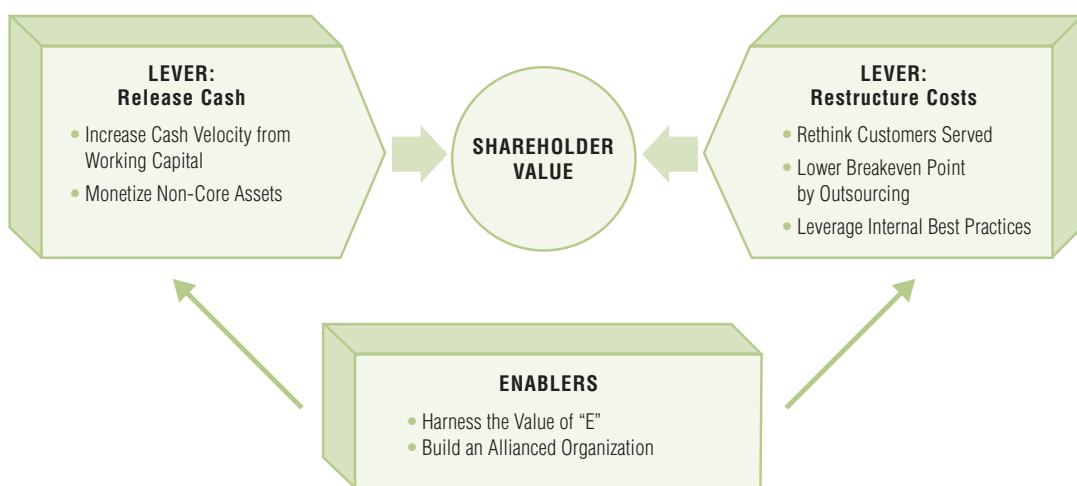 LEVER:
Release Cash
• Increase Cash Velocity from
Working Capital
• Monetize Non-Core Assets
SHAREHOLDER
VALUE
LEVER:
Restructure Costs
• Rethink Customers Served
• Lower Breakeven Point
by Outsourcing
• Leverage Internal Best Practices
ENABLERS
• Harness the Value of “E”
• Build an Allianced Organization